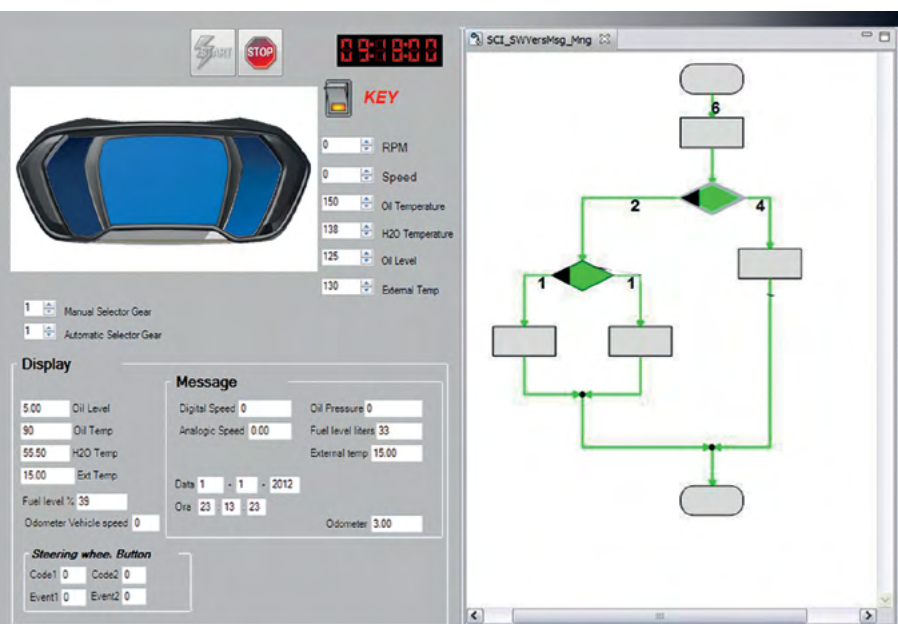 START
STOP
09:18:00
KEY
0 RPM
0 Speed
150 Oil Temperature
138 H2O Temperature
125 Oil Level
130 External Temp
1 Manual Selector Gear
1 Automatic Selector Gear
Display
5.00 Oil Level
90 Oil Temp
55.50 H2O Temp
15.00 Ext Temp
Fuel level % 39
Odometer Vehicle speed 0
Message
Digital Speed 0 Oil Pressure 0
Analogic Speed 0.00 Fuel level liters 33
External temp 15.00
Data 1 - 1 - 2012
Ora 23 : 13 : 23
Odometer 3.00
Steering whee. Button
Code1 0 Code2 0
Event1 0 Event2 0
SCI_SWVersMsg_Mng
6
2 4
1 1